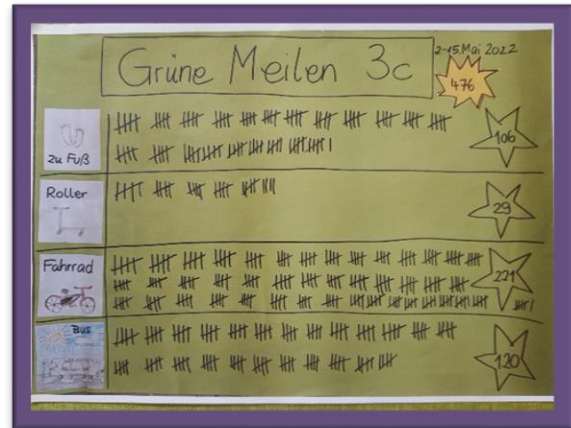 Grüne Meilen 3c
2-15.Mai 2022
476
zu Fuß
106
Roller
29
Fahrrad
221
Bus
120